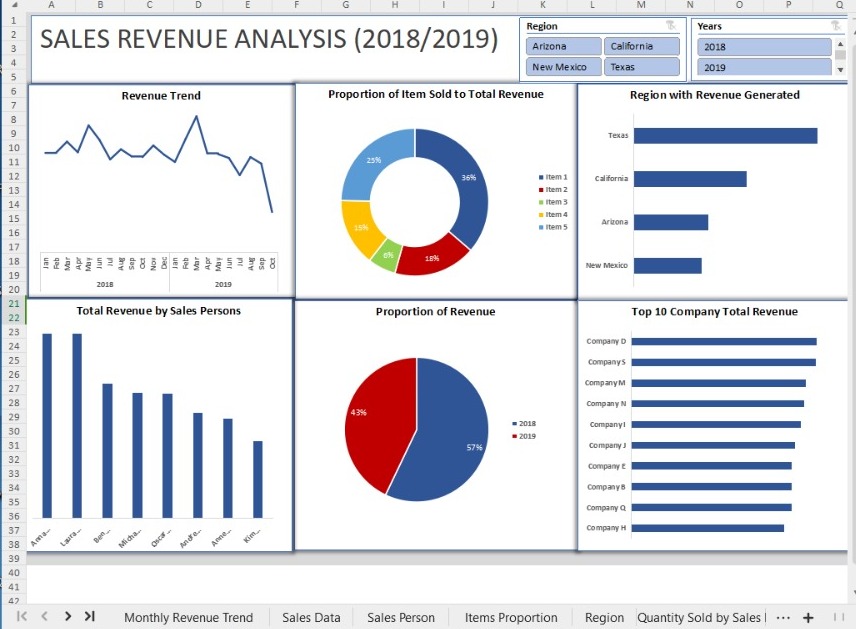 A B C D E F G H I J K L M N O P Q
1
2
3
4
5
6
7
8
9
10
11
12
13
14
15
16
17
18
19
20
21
22
23
24
25
26
27
28
29
30
31
32
33
34
35
36
37
38
39
40
41
42
SALES REVENUE ANALYSIS (2018/2019)
Region
Arizona California
New Mexico Texas
Years
2018
2019
Revenue Trend
Jan Feb Mar Apr May Jun Jul Aug Sep Oct Nov Dec Jan Feb Mar Apr May Jun Jul Aug Sep Oct
2018 2019
Proportion of Item Sold to Total Revenue
25%
36%
15%
6%
18%
Item 1
Item 2
Item 3
Item 4
Item 5
Region with Revenue Generated
Texas
California
Arizona
New Mexico
Total Revenue by Sales Persons
Anna... Laura... Ben... Micha... Oscar... Andre... Anne... Kim...
Proportion of Revenue
43%
57%
2018
2019
Top 10 Company Total Revenue
Company D
Company S
Company M
Company N
Company I
Company J
Company E
Company B
Company Q
Company H
Monthly Revenue Trend Sales Data Sales Person Items Proportion Region Quantity Sold by Sales ...